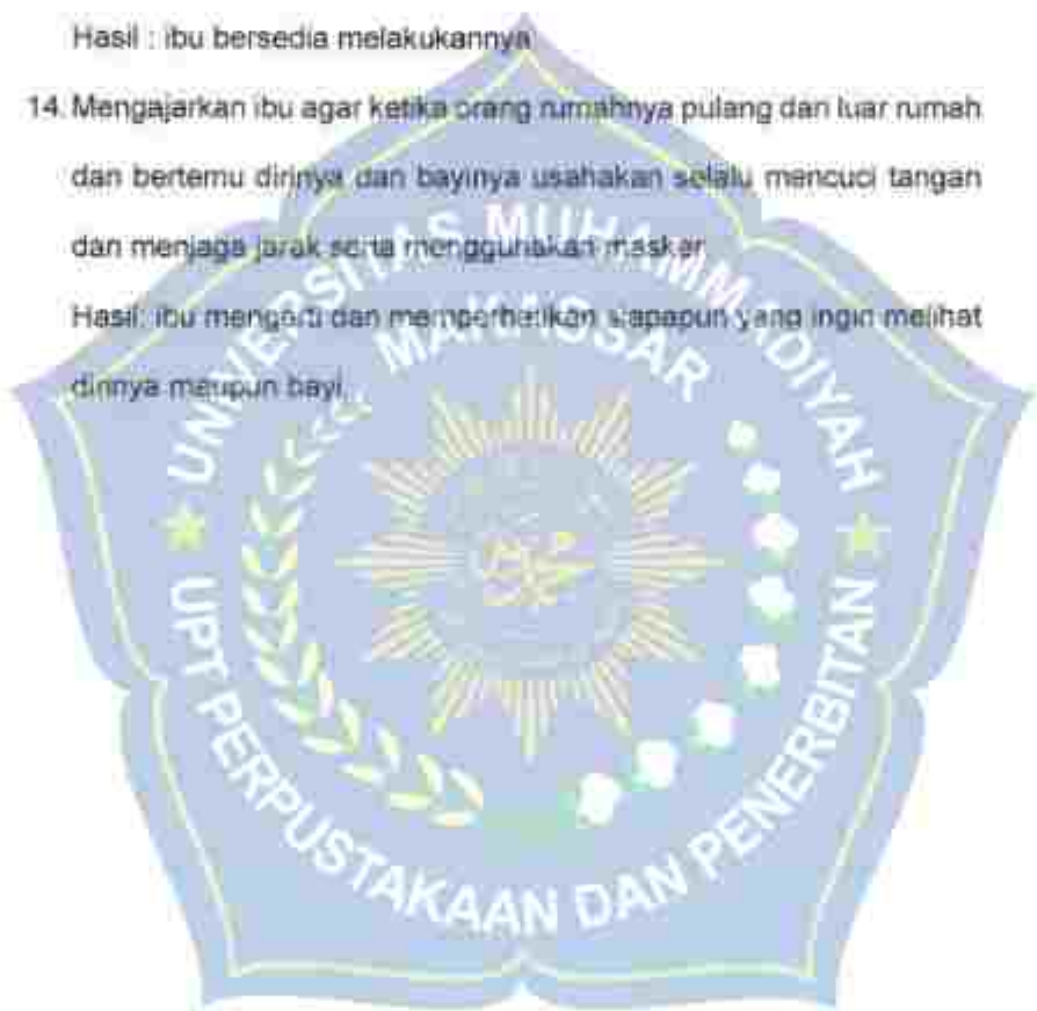 Hasil : ibu bersedia melakukannya
14. Mengajarkan ibu agar ketika orang rumahnya pulang dari luar rumah
dan bertemu dirinya dan bayinya usahakan selalu mencuci tangan
dan menjaga jarak serta menggunakan masker.
Hasil: ibu mengerti dan memperhatikan siapapun yang ingin melihat
dirinya maupun bayi.
UNIVERSITAS MUHAMMADIYAH
MAKASSAR
UPT PERPUSTAKAAN DAN PENERBITAN